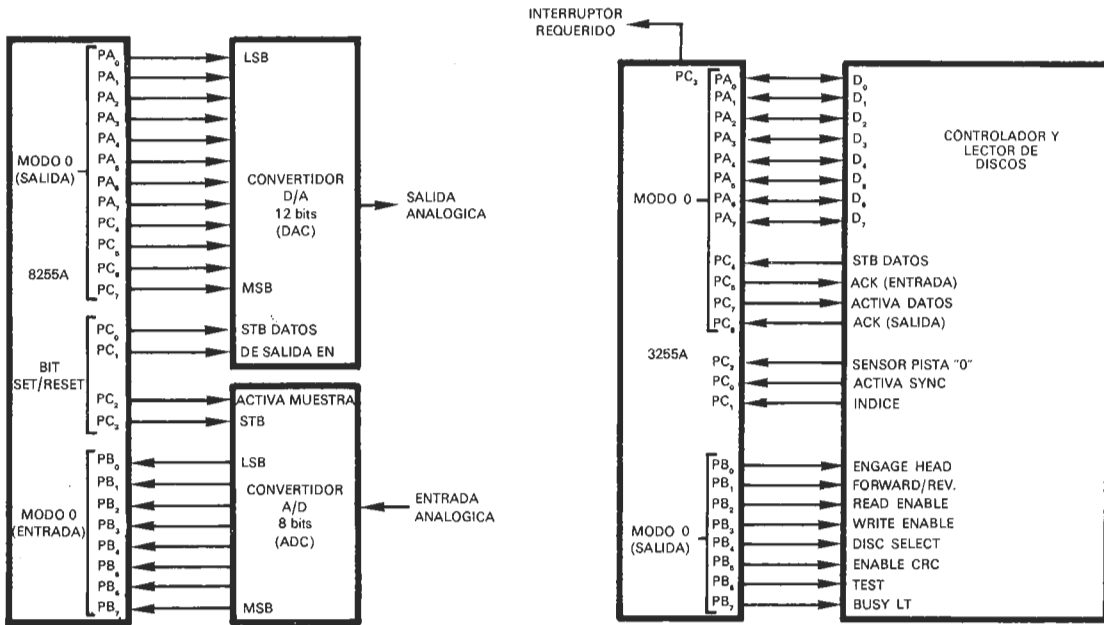 MODO 0
(SALIDA)
8255A
BIT
SET/RESET
MODO 0
(ENTRADA)
PA₀
PA₁
PA₂
PA₃
PA₄
PA₅
PA₆
PA₇
PC₄
PC₅
PC₆
PC₇
PC₀
PC₁
PC₂
PC₃
PB₀
PB₁
PB₂
PB₃
PB₄
PB₅
PB₆
PB₇
LSB
CONVERTIDOR
D/A
12 bits
(DAC)
MSB
STB DATOS
DE SALIDA EN
SALIDA
ANALOGICA
ACTIVA MUESTRA
STB
LSB
CONVERTIDOR
A/D
8 bits
(ADC)
MSB
ENTRADA
ANALOGICA
INTERRUPTOR
REQUERIDO
PC₃
MODO 0
3255A
MODO 0
(SALIDA)
PA₀
PA₁
PA₂
PA₃
PA₄
PA₅
PA₆
PA₇
PC₄
PC₅
PC₇
PC₆
PC₂
PC₀
PC₁
PB₀
PB₁
PB₂
PB₃
PB₄
PB₅
PB₆
PB₇
D₀
D₁
D₂
D₃
D₄
D₅
D₆
D₇
CONTROLADOR Y
LECTOR DE
DISCOS
STB DATOS
ACK (ENTRADA)
ACTIVA DATOS
ACK (SALIDA)
SENSOR PISTA "0"
ACTIVA SYNC
INDICE
ENGAGE HEAD
FORWARD/REV.
READ ENABLE
WRITE ENABLE
DISC SELECT
ENABLE CRC
TEST
BUSY LT